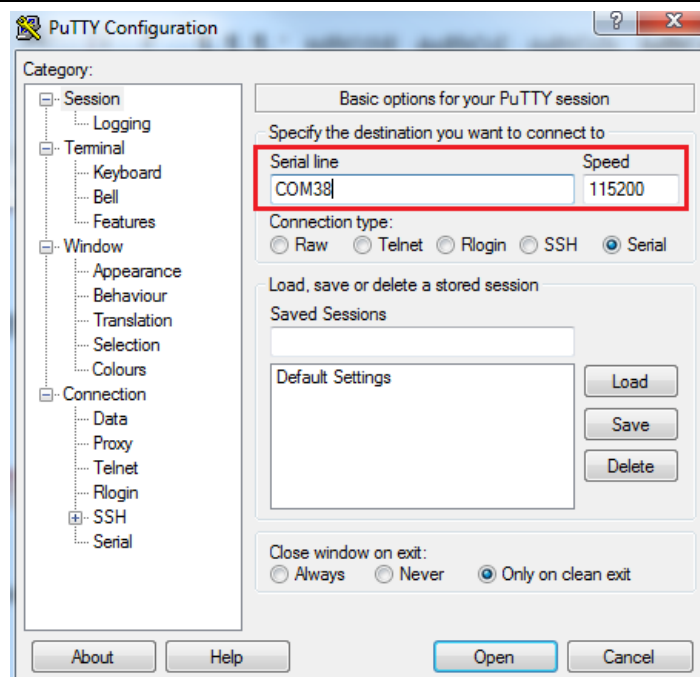 PuTTY Configuration
Category:
Session
Logging
Terminal
Keyboard
Bell
Features
Window
Appearance
Behaviour
Translation
Selection
Colours
Connection
Data
Proxy
Telnet
Rlogin
SSH
Serial
Basic options for your PuTTY session
Specify the destination you want to connect to
Serial line Speed
COM38 115200
Connection type:
Raw Telnet Rlogin SSH Serial
Load, save or delete a stored session
Saved Sessions
Default Settings
Load
Save
Delete
Close window on exit:
Always Never Only on clean exit
About Help Open Cancel